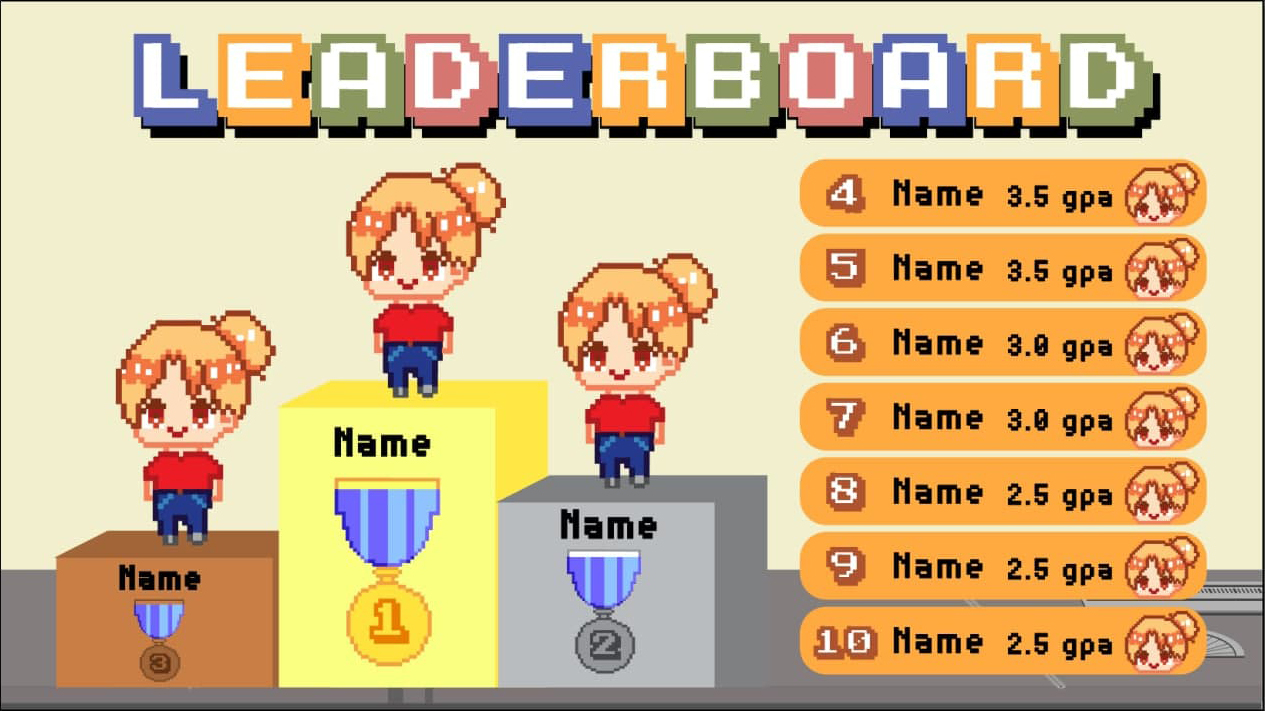 LEADERBOARD
Name
1
Name
2
Name
3
4 Name 3.5 gpa
5 Name 3.5 gpa
6 Name 3.0 gpa
7 Name 3.0 gpa
8 Name 2.5 gpa
9 Name 2.5 gpa
10 Name 2.5 gpa